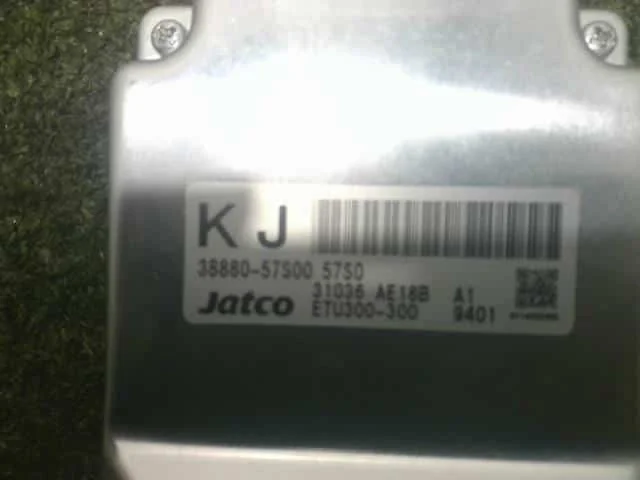 KJ
38880-57S00 57S0
31036 AE18B A1
Jatco ETU300-300 9401